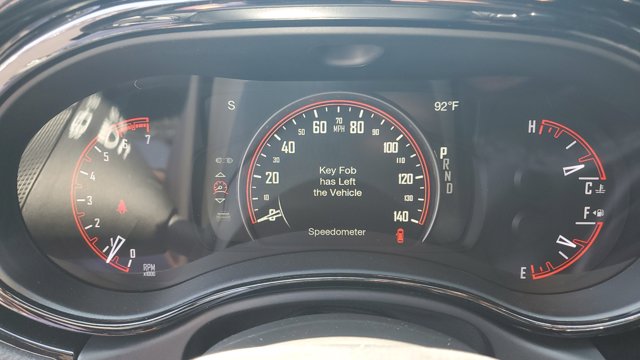 S
92°F
7
6
5
4
3
2
1
0
RPM
x1000
0
10
20
30
40
50
60
70
80
90
100
110
120
130
140
MPH
Key Fob
has Left
the Vehicle
Speedometer
P
R
N
D
H
C
F
E